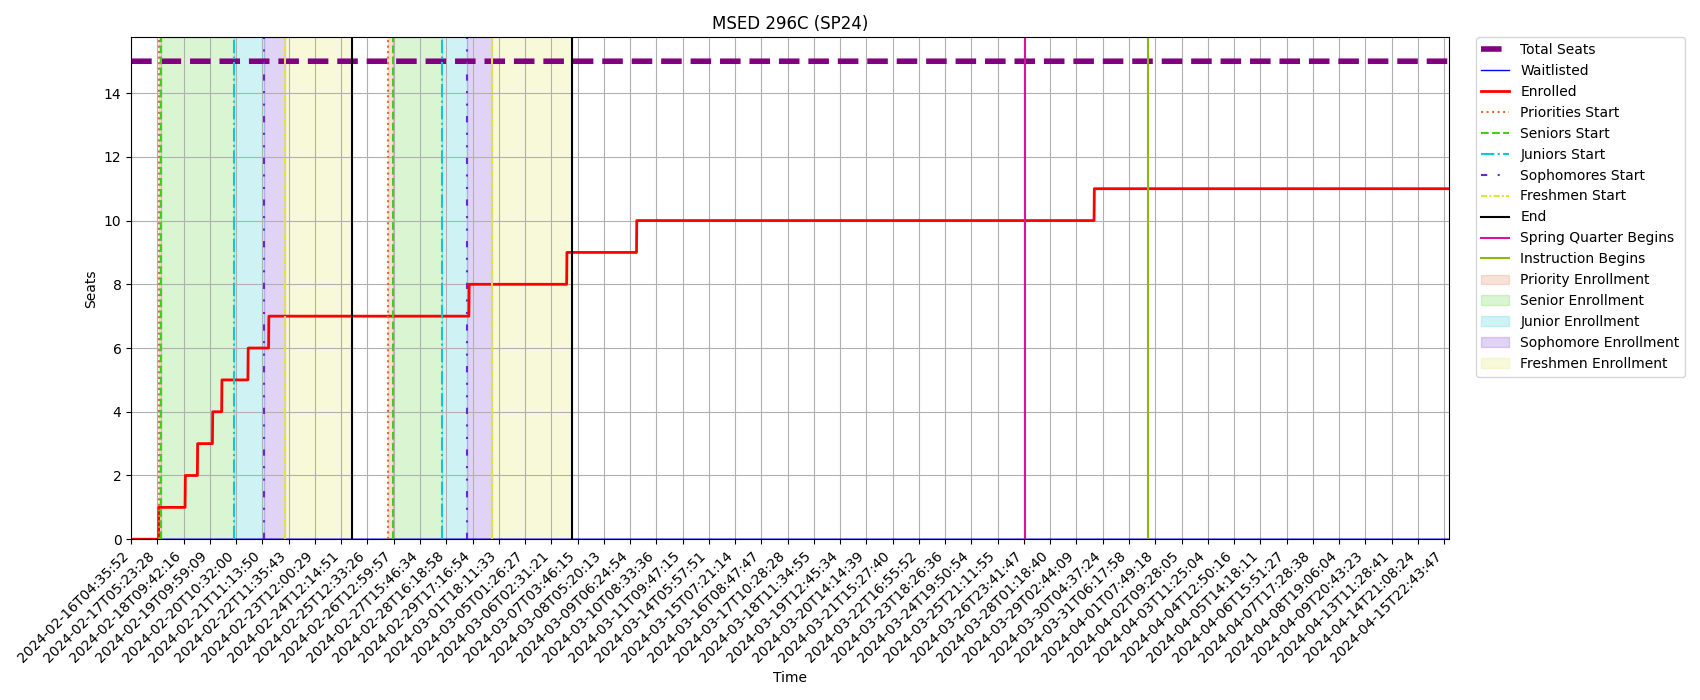 MSED 296C (SP24)
Seats
14
12
10
8
6
4
2
0
2024-02-16T04:35:52
2024-02-17T05:23:28
2024-02-18T09:42:16
2024-02-19T09:59:09
2024-02-20T10:32:00
2024-02-21T11:13:50
2024-02-22T11:35:43
2024-02-23T12:00:29
2024-02-24T12:14:51
2024-02-25T12:33:26
2024-02-26T12:59:57
2024-02-27T15:46:34
2024-02-28T16:18:58
2024-02-29T17:16:54
2024-03-01T18:11:33
2024-03-05T01:26:27
2024-03-06T02:31:21
2024-03-07T03:46:15
2024-03-08T05:20:13
2024-03-09T06:24:54
2024-03-10T08:33:36
2024-03-11T09:47:15
2024-03-14T05:57:51
2024-03-15T07:21:14
2024-03-16T08:47:47
2024-03-17T10:28:28
2024-03-18T11:34:55
2024-03-19T12:45:34
2024-03-20T14:14:39
2024-03-21T15:27:40
2024-03-22T16:55:52
2024-03-23T18:26:36
2024-03-24T19:50:54
2024-03-25T21:11:55
2024-03-26T23:41:47
2024-03-28T01:18:40
2024-03-29T02:44:09
2024-03-30T04:37:24
2024-03-31T06:17:58
2024-04-01T07:49:18
2024-04-02T09:28:05
2024-04-03T11:25:04
2024-04-04T12:50:16
2024-04-05T14:18:11
2024-04-06T15:51:27
2024-04-07T17:28:38
2024-04-08T19:06:04
2024-04-09T20:43:23
2024-04-13T11:28:41
2024-04-14T21:08:24
2024-04-15T22:43:47
Time
Total Seats
Waitlisted
Enrolled
Priorities Start
Seniors Start
Juniors Start
Sophomores Start
Freshmen Start
End
Spring Quarter Begins
Instruction Begins
Priority Enrollment
Senior Enrollment
Junior Enrollment
Sophomore Enrollment
Freshmen Enrollment